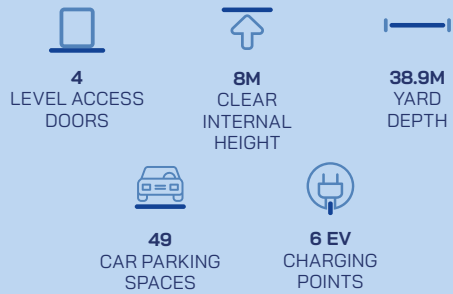 4
LEVEL ACCESS
DOORS
8M
CLEAR
INTERNAL
HEIGHT
38.9M
YARD
DEPTH
49
CAR PARKING
SPACES
6 EV
CHARGING
POINTS